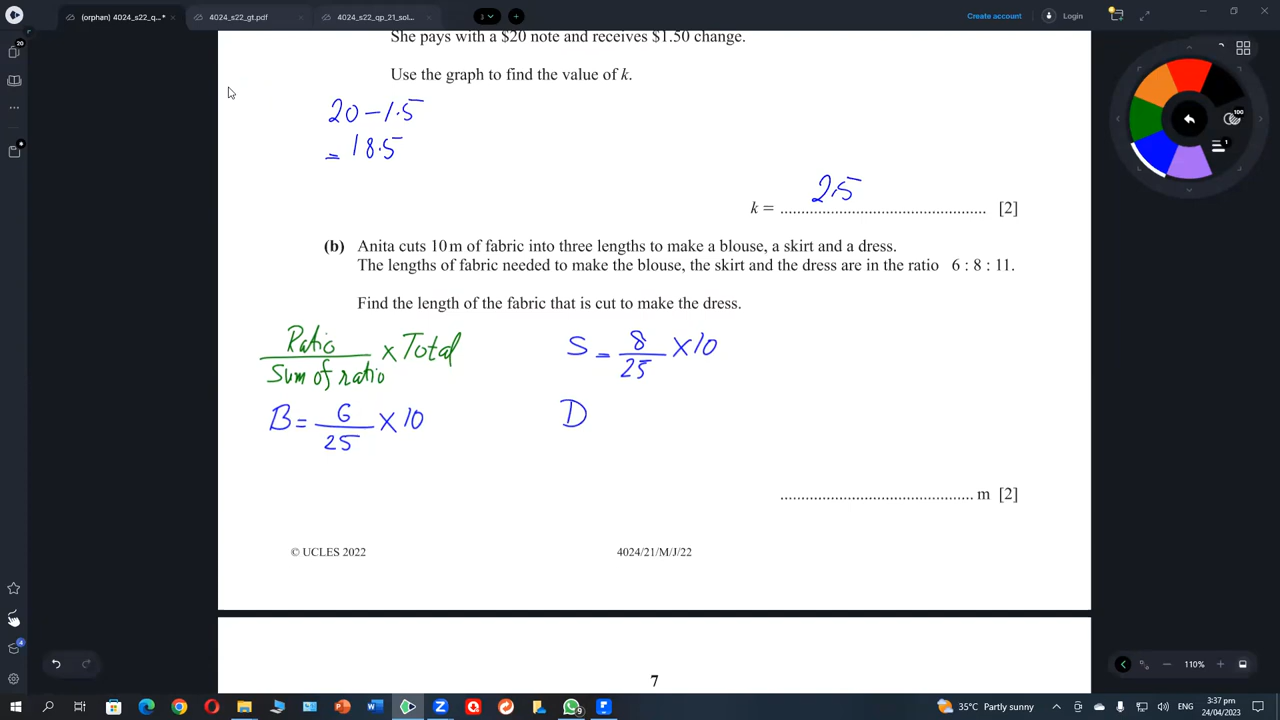 (orphan) 4024_s22_q...*
4024_s22_gt.pdf
4024_s22_qp_21_sol...
Create account
Login
She pays with a $20 note and receives $1.50 change.
Use the graph to find the value of k.
20 – 1.5
= 18.5
2.5
k = ................................................ [2]
(b) Anita cuts 10 m of fabric into three lengths to make a blouse, a skirt and a dress.
The lengths of fabric needed to make the blouse, the skirt and the dress are in the ratio 6 : 8 : 11.
Find the length of the fabric that is cut to make the dress.
Ratio / Sum of ratio × Total
S = 8/25 × 10
B = 6/25 × 10
D
............................................. m [2]
© UCLES 2022
4024/21/M/J/22
7
20
4
100
1
110%
35°C Partly sunny
ENG
3:37 pm
24/04/2023